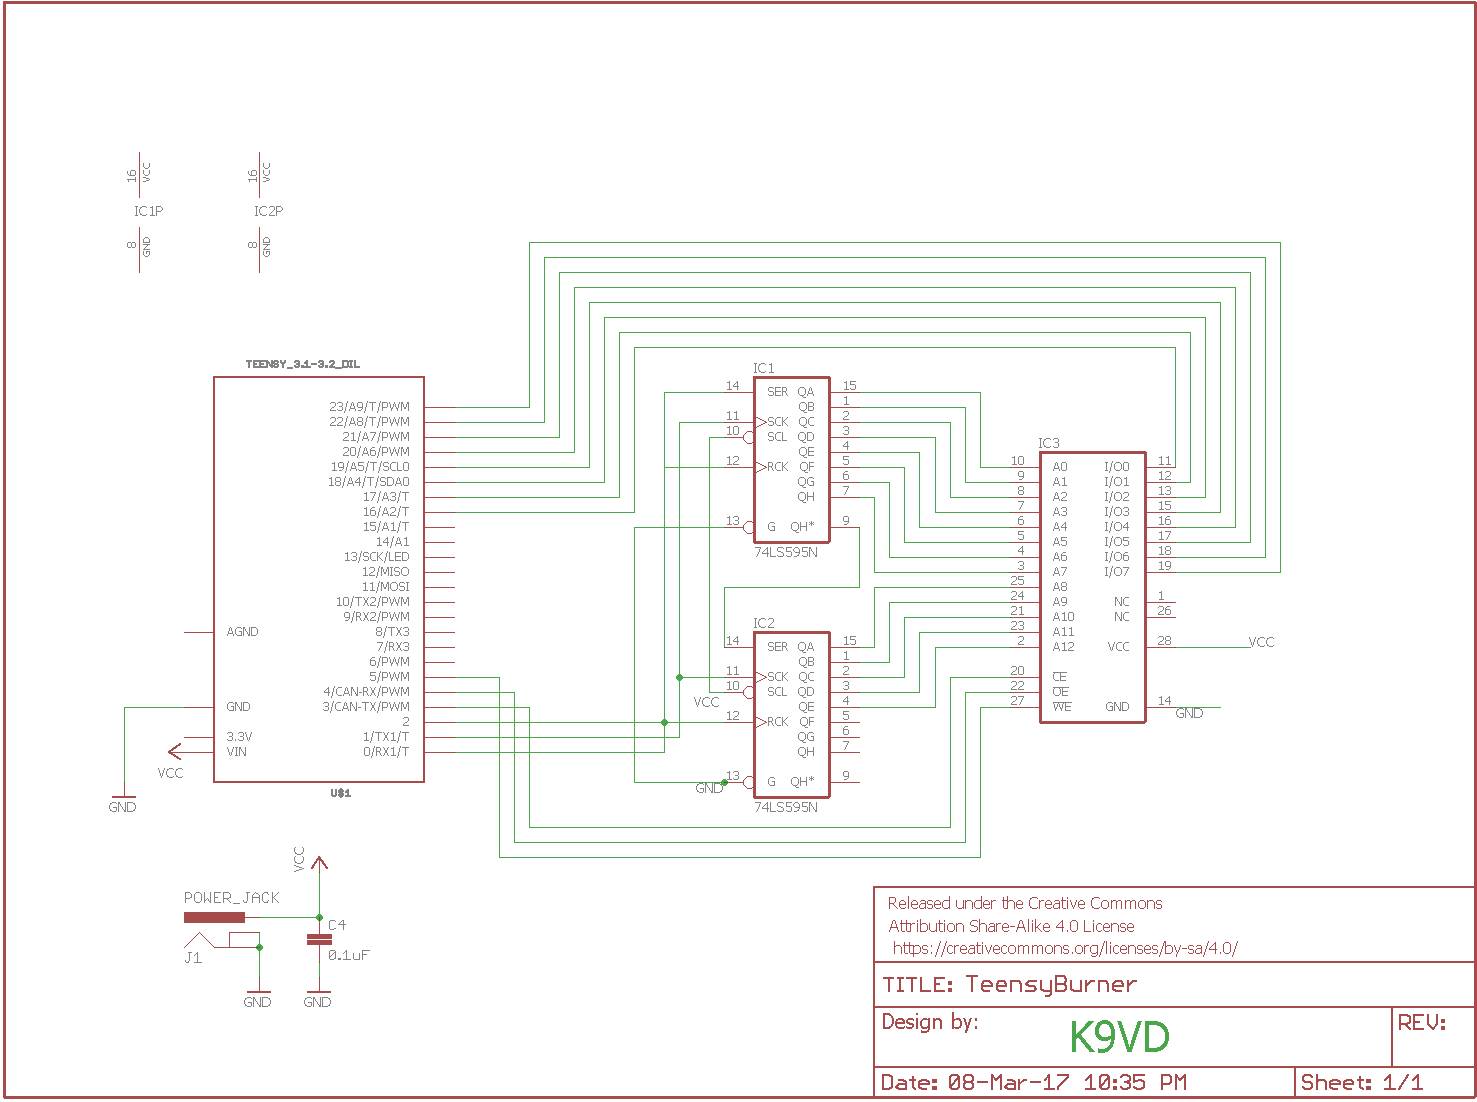 16 VCC
16 VCC
IC1P
IC2P
8 GND
8 GND
TEENSY_3.1-3.2_DIL
23/A9/T/PWM
22/A8/T/PWM
21/A7/PWM
20/A6/PWM
19/A5/T/SCL0
18/A4/T/SDA0
17/A3/T
16/A2/T
15/A1/T
14/A1
13/SCK/LED
12/MISO
11/MOSI
10/TX2/PWM
9/RX2/PWM
8/TX3
7/RX3
6/PWM
5/PWM
4/CAN-RX/PWM
3/CAN-TX/PWM
2
1/TX1/T
0/RX1/T
AGND
GND
3.3V
VIN
VCC
GND
U$1
IC1
14 SER QA 15
QB 1
11 SCK QC 2
10 SCL QD 3
QE 4
12 RCK QF 5
QG 6
QH 7
13 G QH* 9
74LS595N
IC2
14 SER QA 15
QB 1
11 SCK QC 2
10 SCL QD 3
VCC
QE 4
12 RCK QF 5
QG 6
QH 7
13 G QH* 9
GND
74LS595N
IC3
10 A0 I/O0 11
9 A1 I/O1 12
8 A2 I/O2 13
7 A3 I/O3 15
6 A4 I/O4 16
5 A5 I/O5 17
4 A6 I/O6 18
3 A7 I/O7 19
25 A8
24 A9 NC 1
21 A10 NC 26
23 A11
2 A12 VCC 28 VCC
20 CE
22 OE
27 WE GND 14 GND
VCC
POWER_JACK
J1
C4
0.1uF
GND
GND
Released under the Creative Commons
Attribution Share-Alike 4.0 License
https://creativecommons.org/licenses/by-sa/4.0/
TITLE: TeensyBurner
Design by: K9VD
REV:
Date: 08-Mar-17 10:35 PM
Sheet: 1/1